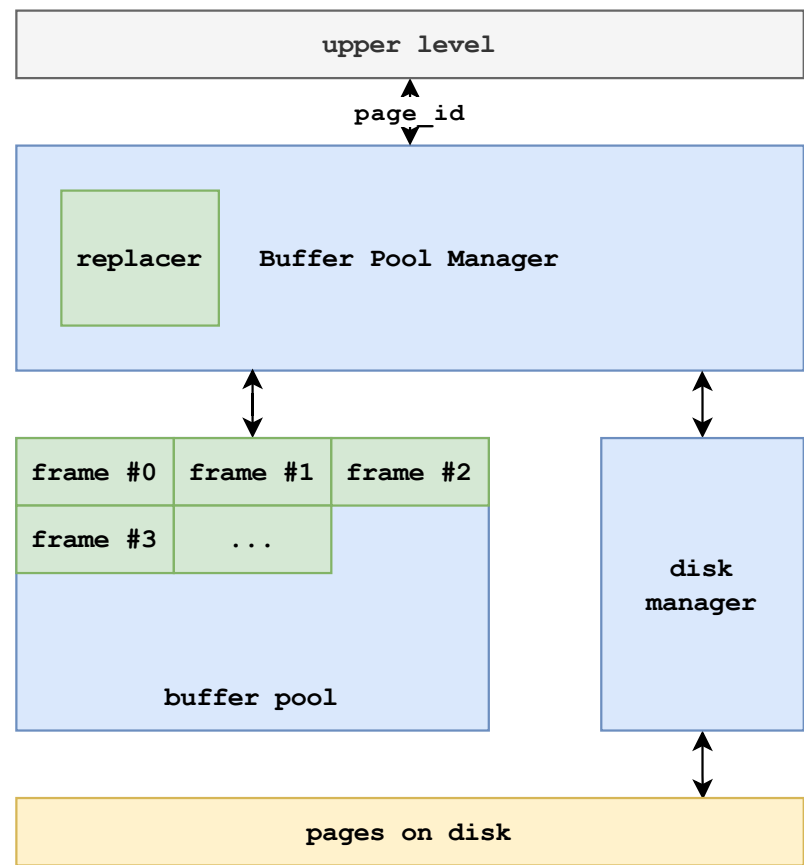 upper level
page_id
replacer
Buffer Pool Manager
frame #0
frame #1
frame #2
frame #3
...
disk
manager
buffer pool
pages on disk